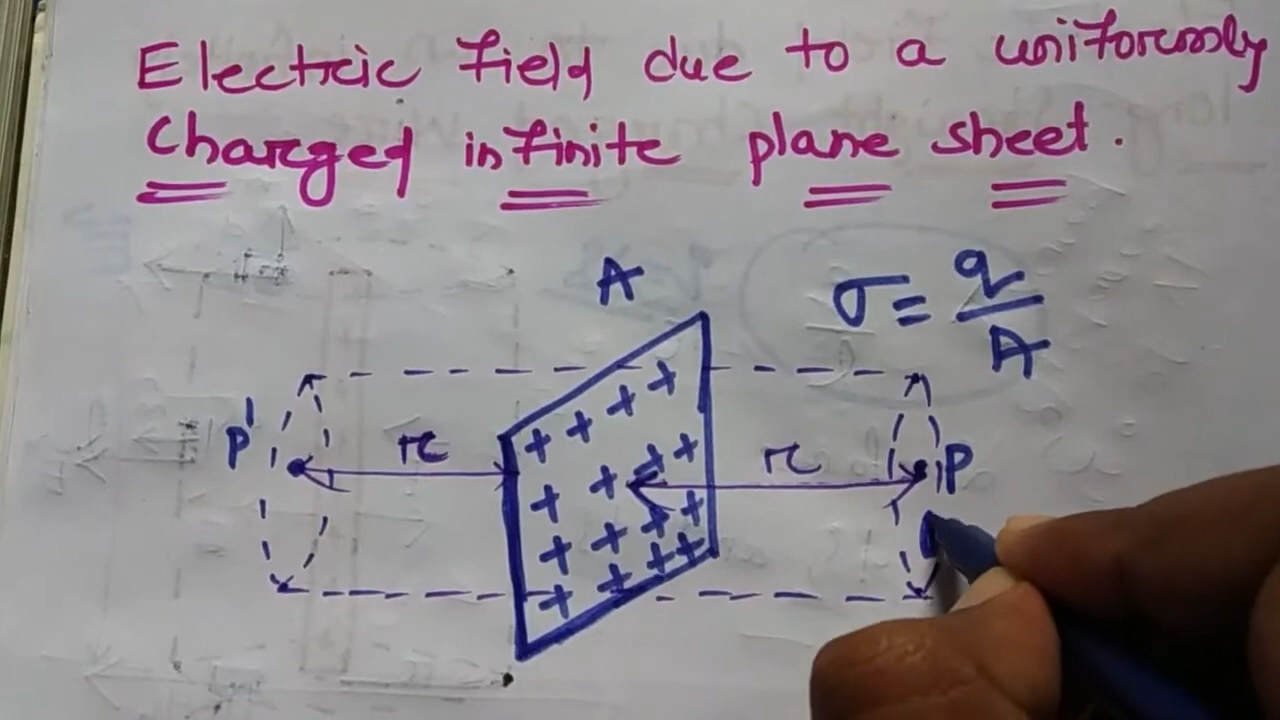 Electric Field due to a uniformly
Charged infinite plane sheet.
A
σ = q/A
P'
r
r
P